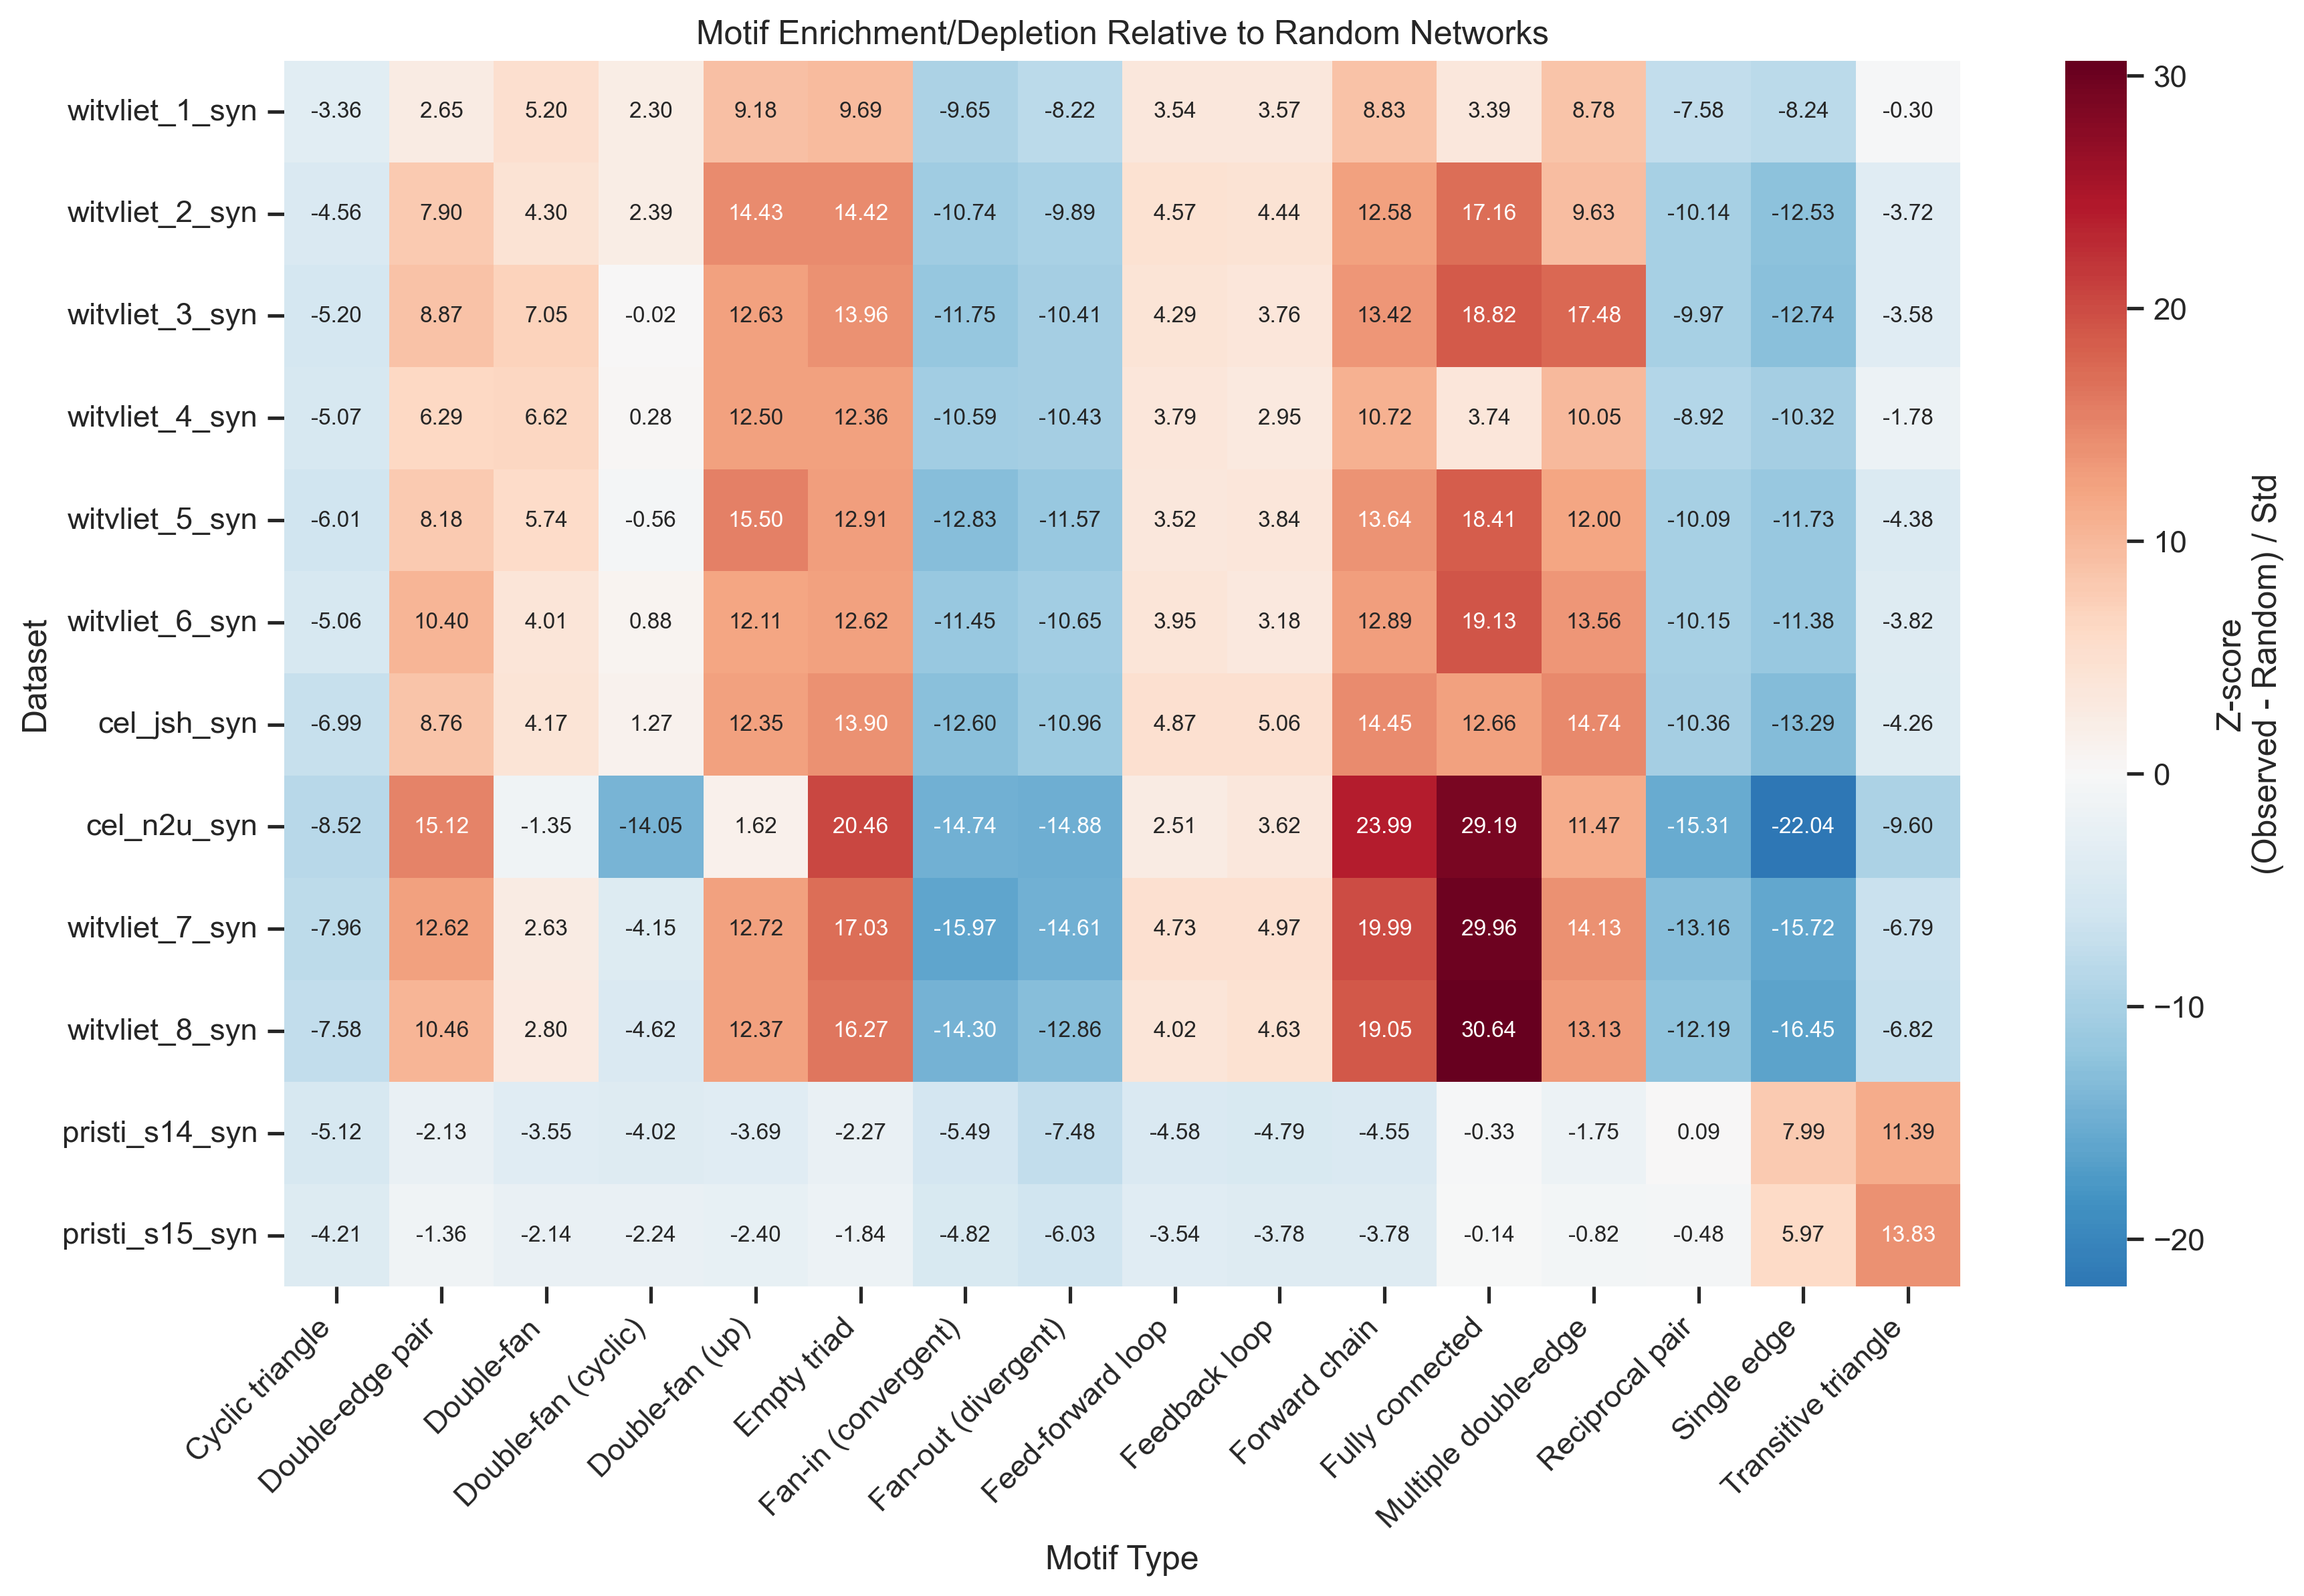 Motif Enrichment/Depletion Relative to Random Networks
witvliet_1_syn -3.36 2.65 5.20 2.30 9.18 9.69 -9.65 -8.22 3.54 3.57 8.83 3.39 8.78 -7.58 -8.24 -0.30
witvliet_2_syn -4.56 7.90 4.30 2.39 14.43 14.42 -10.74 -9.89 4.57 4.44 12.58 17.16 9.63 -10.14 -12.53 -3.72
witvliet_3_syn -5.20 8.87 7.05 -0.02 12.63 13.96 -11.75 -10.41 4.29 3.76 13.42 18.82 17.48 -9.97 -12.74 -3.58
witvliet_4_syn -5.07 6.29 6.62 0.28 12.50 12.36 -10.59 -10.43 3.79 2.95 10.72 3.74 10.05 -8.92 -10.32 -1.78
witvliet_5_syn -6.01 8.18 5.74 -0.56 15.50 12.91 -12.83 -11.57 3.52 3.84 13.64 18.41 12.00 -10.09 -11.73 -4.38
witvliet_6_syn -5.06 10.40 4.01 0.88 12.11 12.62 -11.45 -10.65 3.95 3.18 12.89 19.13 13.56 -10.15 -11.38 -3.82
cel_jsh_syn -6.99 8.76 4.17 1.27 12.35 13.90 -12.60 -10.96 4.87 5.06 14.45 12.66 14.74 -10.36 -13.29 -4.26
cel_n2u_syn -8.52 15.12 -1.35 -14.05 1.62 20.46 -14.74 -14.88 2.51 3.62 23.99 29.19 11.47 -15.31 -22.04 -9.60
witvliet_7_syn -7.96 12.62 2.63 -4.15 12.72 17.03 -15.97 -14.61 4.73 4.97 19.99 29.96 14.13 -13.16 -15.72 -6.79
witvliet_8_syn -7.58 10.46 2.80 -4.62 12.37 16.27 -14.30 -12.86 4.02 4.63 19.05 30.64 13.13 -12.19 -16.45 -6.82
pristi_s14_syn -5.12 -2.13 -3.55 -4.02 -3.69 -2.27 -5.49 -7.48 -4.58 -4.79 -4.55 -0.33 -1.75 0.09 7.99 11.39
pristi_s15_syn -4.21 -1.36 -2.14 -2.24 -2.40 -1.84 -4.82 -6.03 -3.54 -3.78 -3.78 -0.14 -0.82 -0.48 5.97 13.83
Dataset
Cyclic triangle
Double-edge pair
Double-fan
Double-fan (cyclic)
Double-fan (up)
Empty triad
Fan-in (convergent)
Fan-out (divergent)
Feed-forward loop
Feedback loop
Forward chain
Fully connected
Multiple double-edge
Reciprocal pair
Single edge
Transitive triangle
Motif Type
30
20
10
0
−10
−20
Z-score
(Observed - Random) / Std